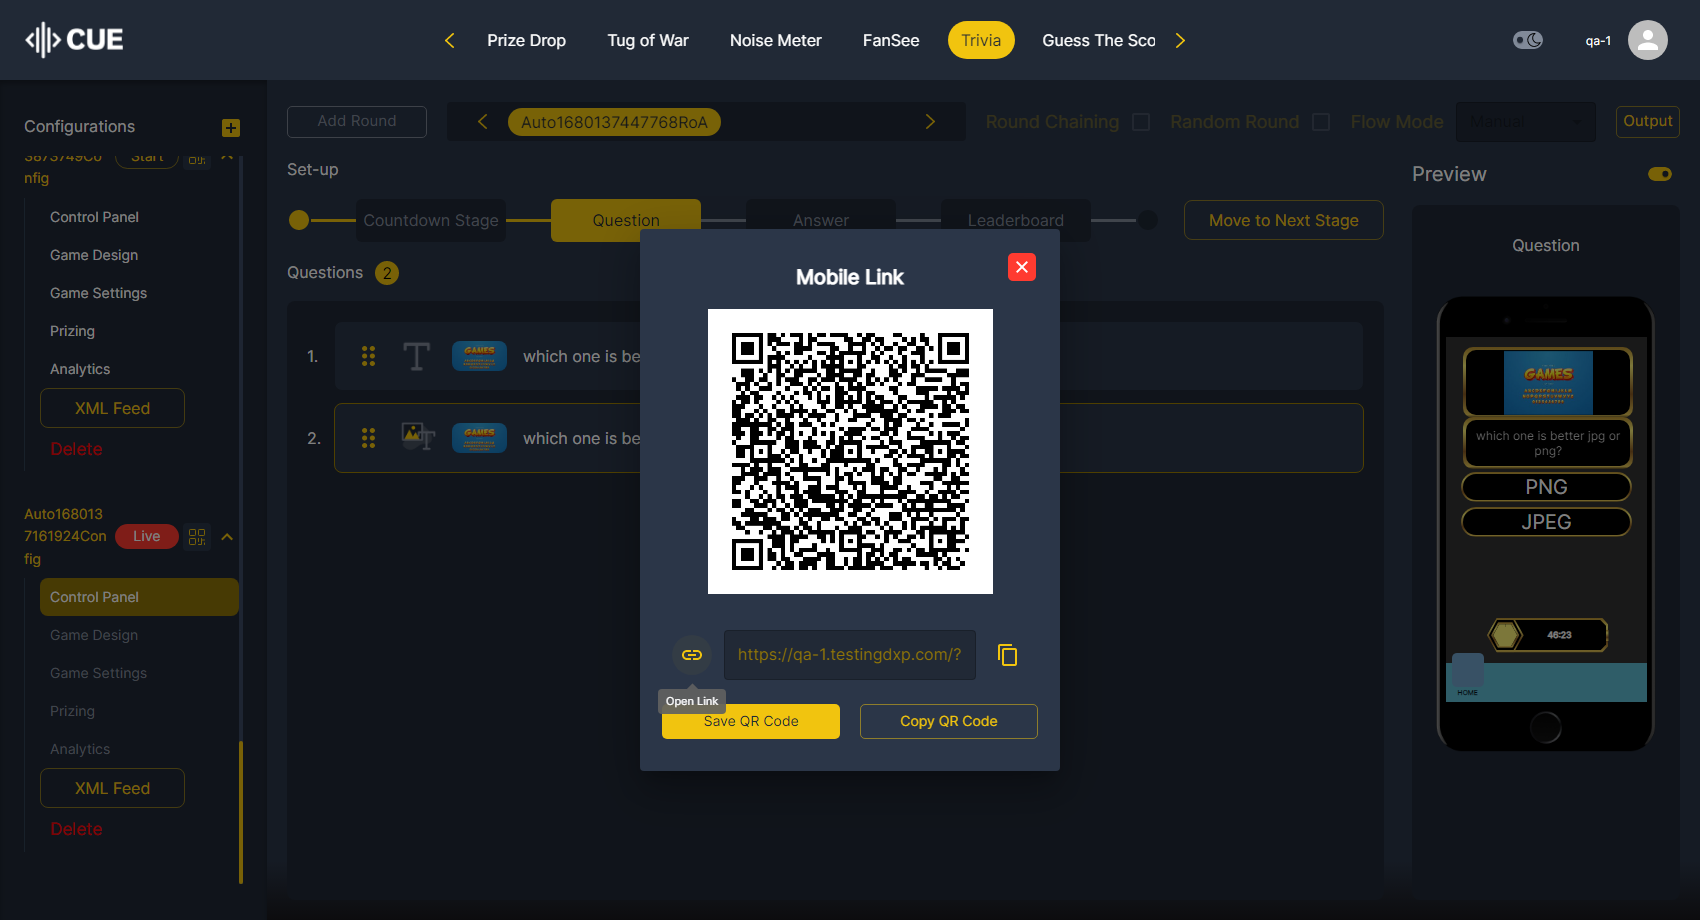 CUE
Prize Drop
Tug of War
Noise Meter
FanSee
Trivia
Guess The Sco
qa-1
Configurations
3873749Co
nfig
Start
Control Panel
Game Design
Game Settings
Prizing
Analytics
XML Feed
Delete
Auto168013
7161924Con
fig
Live
Control Panel
Game Design
Game Settings
Prizing
Analytics
XML Feed
Delete
Add Round
Auto1680137447768RoA
Round Chaining
Random Round
Flow Mode
Manual
Output
Set-up
Countdown Stage
Question
Answer
Leaderboard
Move to Next Stage
Questions 2
1.
GAMES
which one is be
2.
GAMES
which one is be
Mobile Link
https://qa-1.testingdxp.com/?
Open Link
Save QR Code
Copy QR Code
Preview
Question
GAMES
which one is better jpg or
png?
PNG
JPEG
46:23
HOME